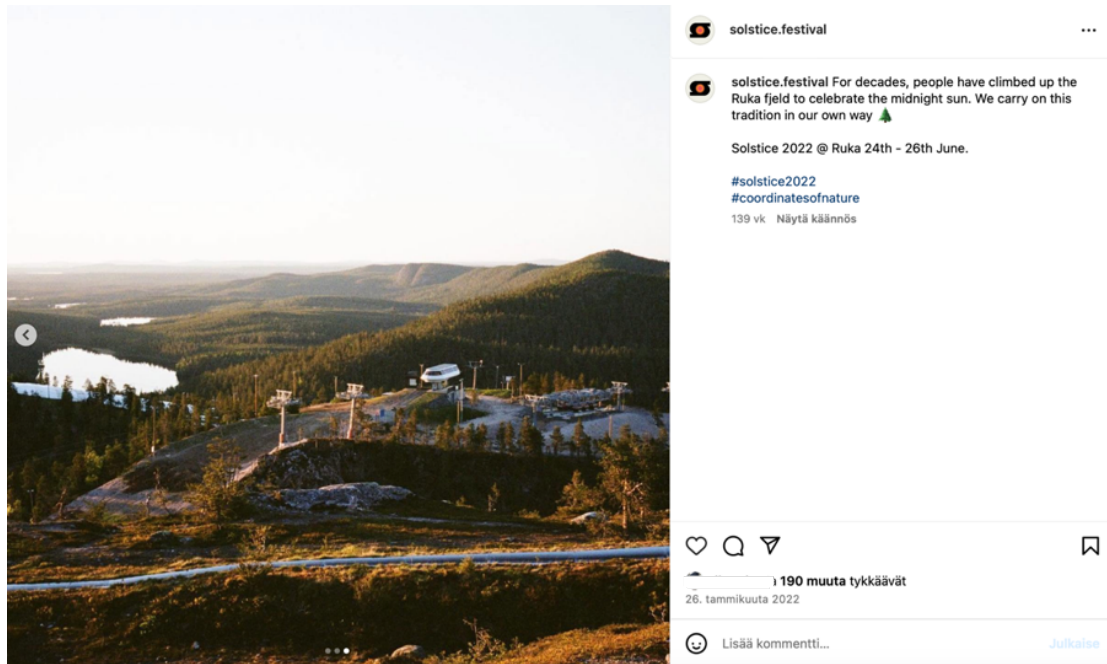 solstice.festival
solstice.festival For decades, people have climbed up the
Ruka fjeld to celebrate the midnight sun. We carry on this
tradition in our own way 🌲
Solstice 2022 @ Ruka 24th - 26th June.
#solstice2022
#coordinatesofnature
139 vk Näytä käännös
190 muuta tykkäävät
26. tammikuuta 2022
Lisää kommentti... Julkaise